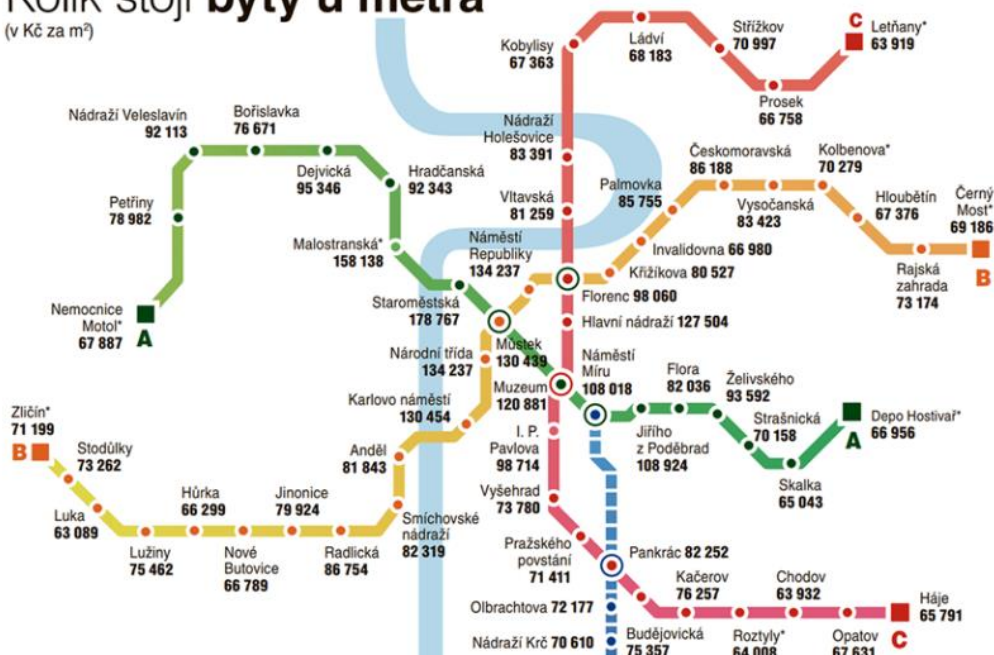 Kolik stojí byty u metra
(v Kč za m²)
C
Letňany*
63 919
Kobylisy
67 363
Ládví
68 183
Střížkov
70 997
Prosek
66 758
Nádraží Veleslavín
92 113
Bořislavka
76 671
Dejvická
95 346
Hradčanská
92 343
Nádraží
Holešovice
83 391
Českomoravská
86 188
Kolbenova*
70 279
Petřiny
78 982
Vltavská
81 259
Palmovka
85 755
Vysočanská
83 423
Hloubětín
67 376
Černý
Most*
69 186
B
Malostranská*
158 138
Náměstí
Republiky
134 237
Invalidovna 66 980
Křižíkova 80 527
Rajská
zahrada
73 174
Nemocnice
Motol*
67 887
A
Staroměstská
178 767
Florenc 98 060
Hlavní nádraží 127 504
Můstek
130 439
Národní třída
134 237
Muzeum
120 881
Náměstí
Míru
108 018
Flora
82 036
Želivského
93 592
Karlovo náměstí
130 454
Zličín*
71 199
B
Stodůlky
73 262
Anděl
81 843
I. P.
Pavlova
98 714
Jiřího
z Poděbrad
108 924
Strašnická
70 158
Depo Hostivař*
66 956
A
Skalka
65 043
Luka
63 089
Hůrka
66 299
Jinonice
79 924
Smíchovské
nádraží
82 319
Vyšehrad
73 780
Lužiny
75 462
Nové
Butovice
66 789
Radlická
86 754
Pražského
povstání
71 411
Pankrác 82 252
Kačerov
76 257
Chodov
63 932
Háje
65 791
C
Olbrachtova 72 177
Nádraží Krč 70 610
Budějovická
75 357
Roztyly*
64 008
Opatov
67 631